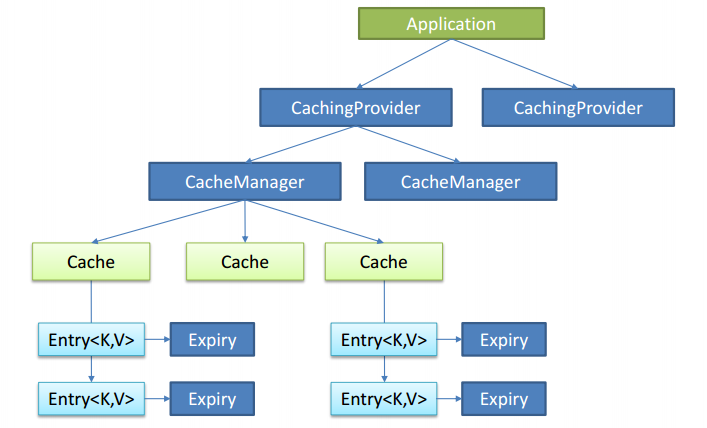 Application
CachingProvider
CachingProvider
CacheManager
CacheManager
Cache
Cache
Cache
Entry<K,V>
Expiry
Entry<K,V>
Expiry
Entry<K,V>
Expiry
Entry<K,V>
Expiry